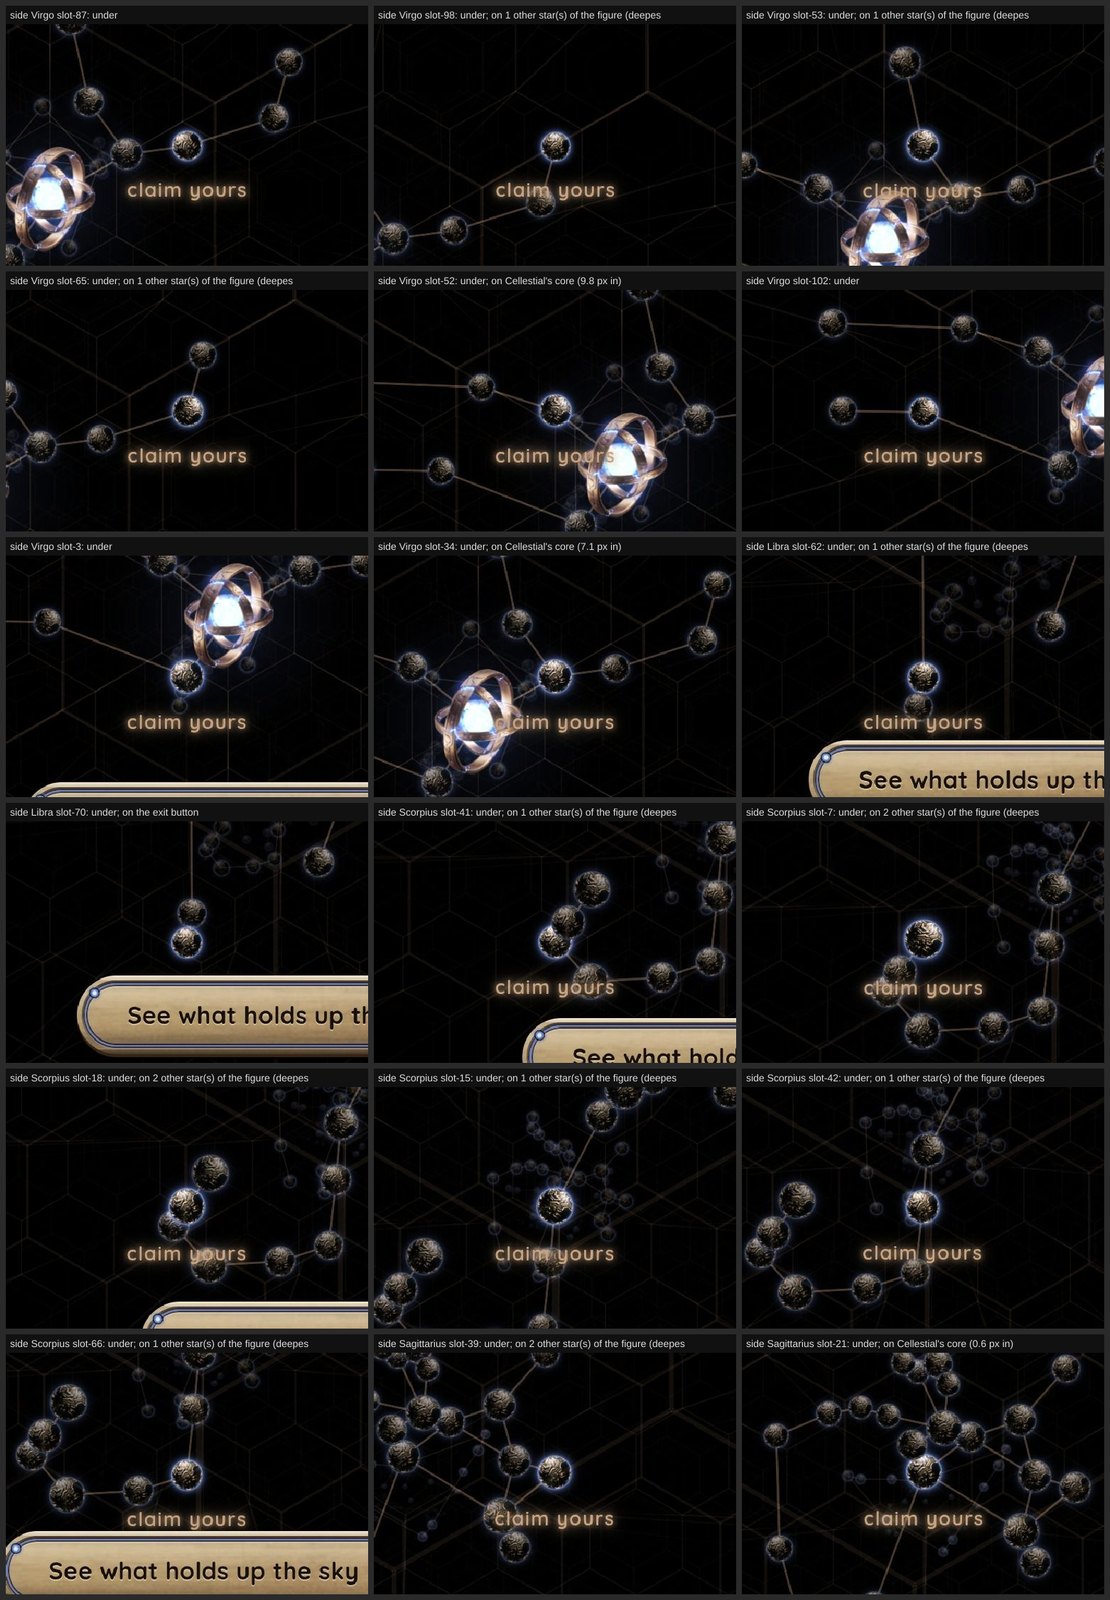 side Virgo slot-87: under
claim yours
side Virgo slot-98: under; on 1 other star(s) of the figure (deepes
claim yours
side Virgo slot-53: under; on 1 other star(s) of the figure (deepes
claim yours
side Virgo slot-65: under; on 1 other star(s) of the figure (deepes
claim yours
side Virgo slot-52: under; on Cellestial's core (9.8 px in)
claim yours
side Virgo slot-102: under
claim yours
side Virgo slot-3: under
claim yours
side Virgo slot-34: under; on Cellestial's core (7.1 px in)
claim yours
side Libra slot-62: under; on 1 other star(s) of the figure (deepes
claim yours
See what holds up th
side Libra slot-70: under; on the exit button
See what holds up th
side Scorpius slot-41: under; on 1 other star(s) of the figure (deepes
claim yours
See what hold
side Scorpius slot-7: under; on 2 other star(s) of the figure (deepes
claim yours
side Scorpius slot-18: under; on 2 other star(s) of the figure (deepes
claim yours
side Scorpius slot-15: under; on 1 other star(s) of the figure (deepes
claim yours
side Scorpius slot-42: under; on 1 other star(s) of the figure (deepes
claim yours
side Scorpius slot-66: under; on 1 other star(s) of the figure (deepes
claim yours
See what holds up the sky
side Sagittarius slot-39: under; on 2 other star(s) of the figure (deepes
claim yours
side Sagittarius slot-21: under; on Cellestial's core (0.6 px in)
claim yours